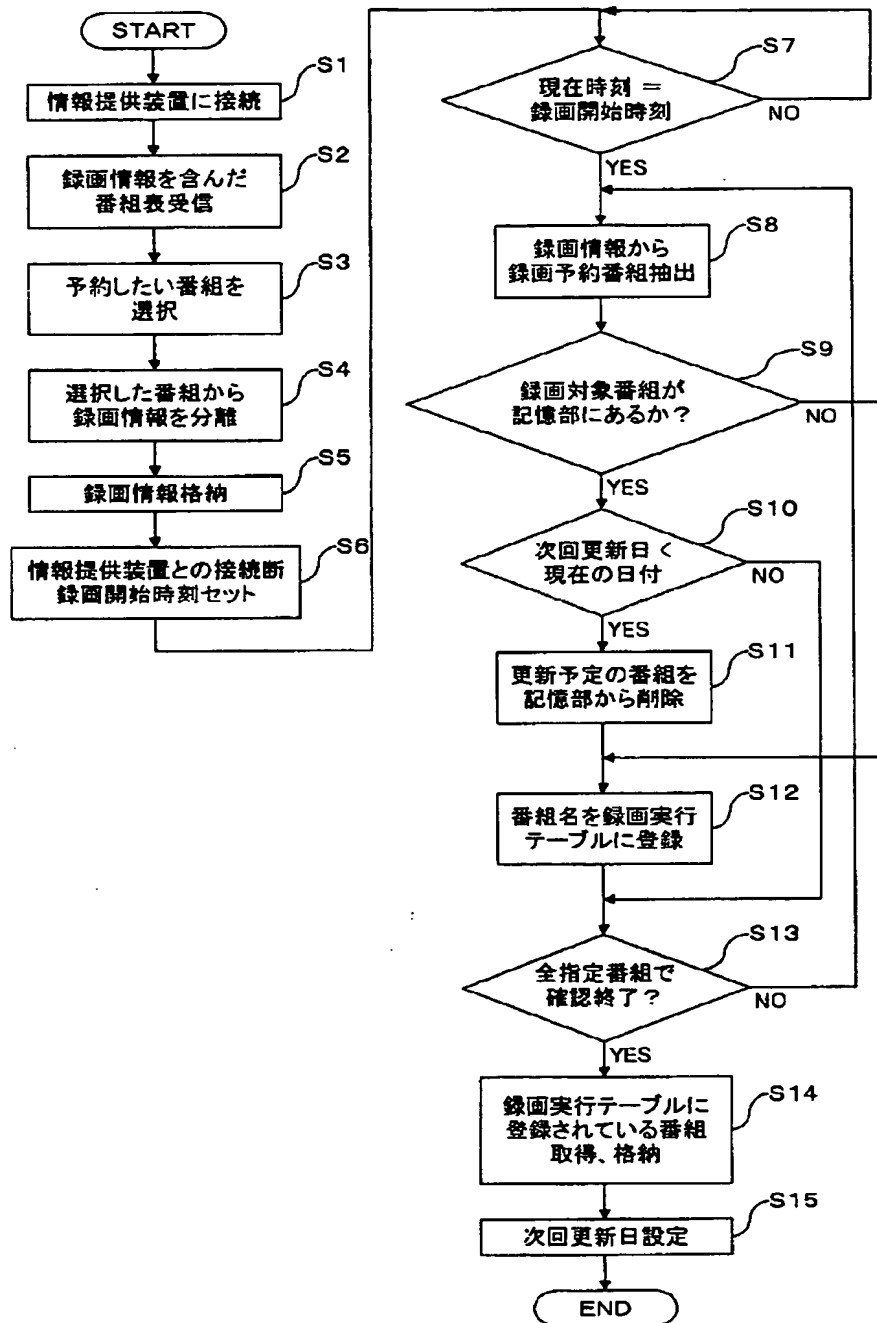 START
S1
情報提供装置に接続
S2
録画情報を含んだ
番組表受信
S3
予約したい番組を
選択
S4
選択した番組から
録画情報を分離
S5
録画情報格納
S6
情報提供装置との接続断
録画開始時刻セット
S7
現在時刻 =
録画開始時刻
NO
YES
S8
録画情報から
録画予約番組抽出
S9
録画対象番組が
記憶部にあるか?
NO
YES
S10
次回更新日<
現在の日付
NO
YES
S11
更新予定の番組を
記憶部から削除
S12
番組名を録画実行
テーブルに登録
S13
全指定番組で
確認終了?
NO
YES
S14
録画実行テーブルに
登録されている番組
取得、格納
S15
次回更新日設定
END